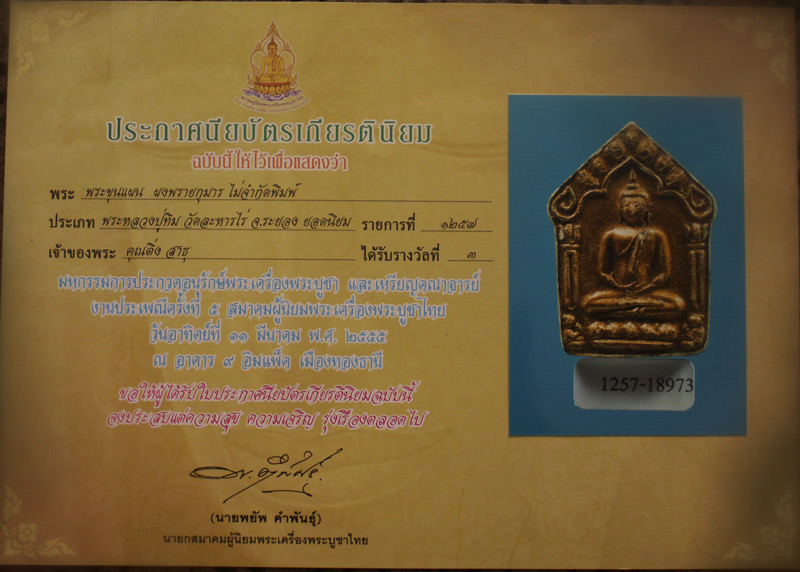 ประกาศนียบัตรเกียรตินิยม
ฉบับนี้ให้ไว้เพื่อแสดงว่า
พระ พระขุนแผน ผงพรายกุมาร ไม่จำกัดพิมพ์
ประเภท พระหลวงปู่ทิม วัดละหารไร่ จ.ระยอง ยอดนิยม รายการที่ ๑๒๕๗
เจ้าของพระ คุณติ่ง สาธุ ได้รับรางวัลที่ ๓
มหกรรมการประกวดอนุรักษ์พระเครื่องพระบูชา และเหรียญคณาจารย์
งานประเพณีครั้งที่ ๕ สมาคมผู้นิยมพระเครื่องพระบูชาไทย
วันอาทิตย์ที่ ๑๑ มีนาคม พ.ศ. ๒๕๕๕
ณ อาคาร ๙ อิมแพ็ค เมืองทองธานี
ขอให้ผู้ได้รับใบประกาศนียบัตรเกียรตินิยมฉบับนี้
จงประสบแต่ความสุข ความเจริญ รุ่งเรืองตลอดไป
(นายพยัพ คำพันธุ์)
นายกสมาคมผู้นิยมพระเครื่องพระบูชาไทย
1257-18973